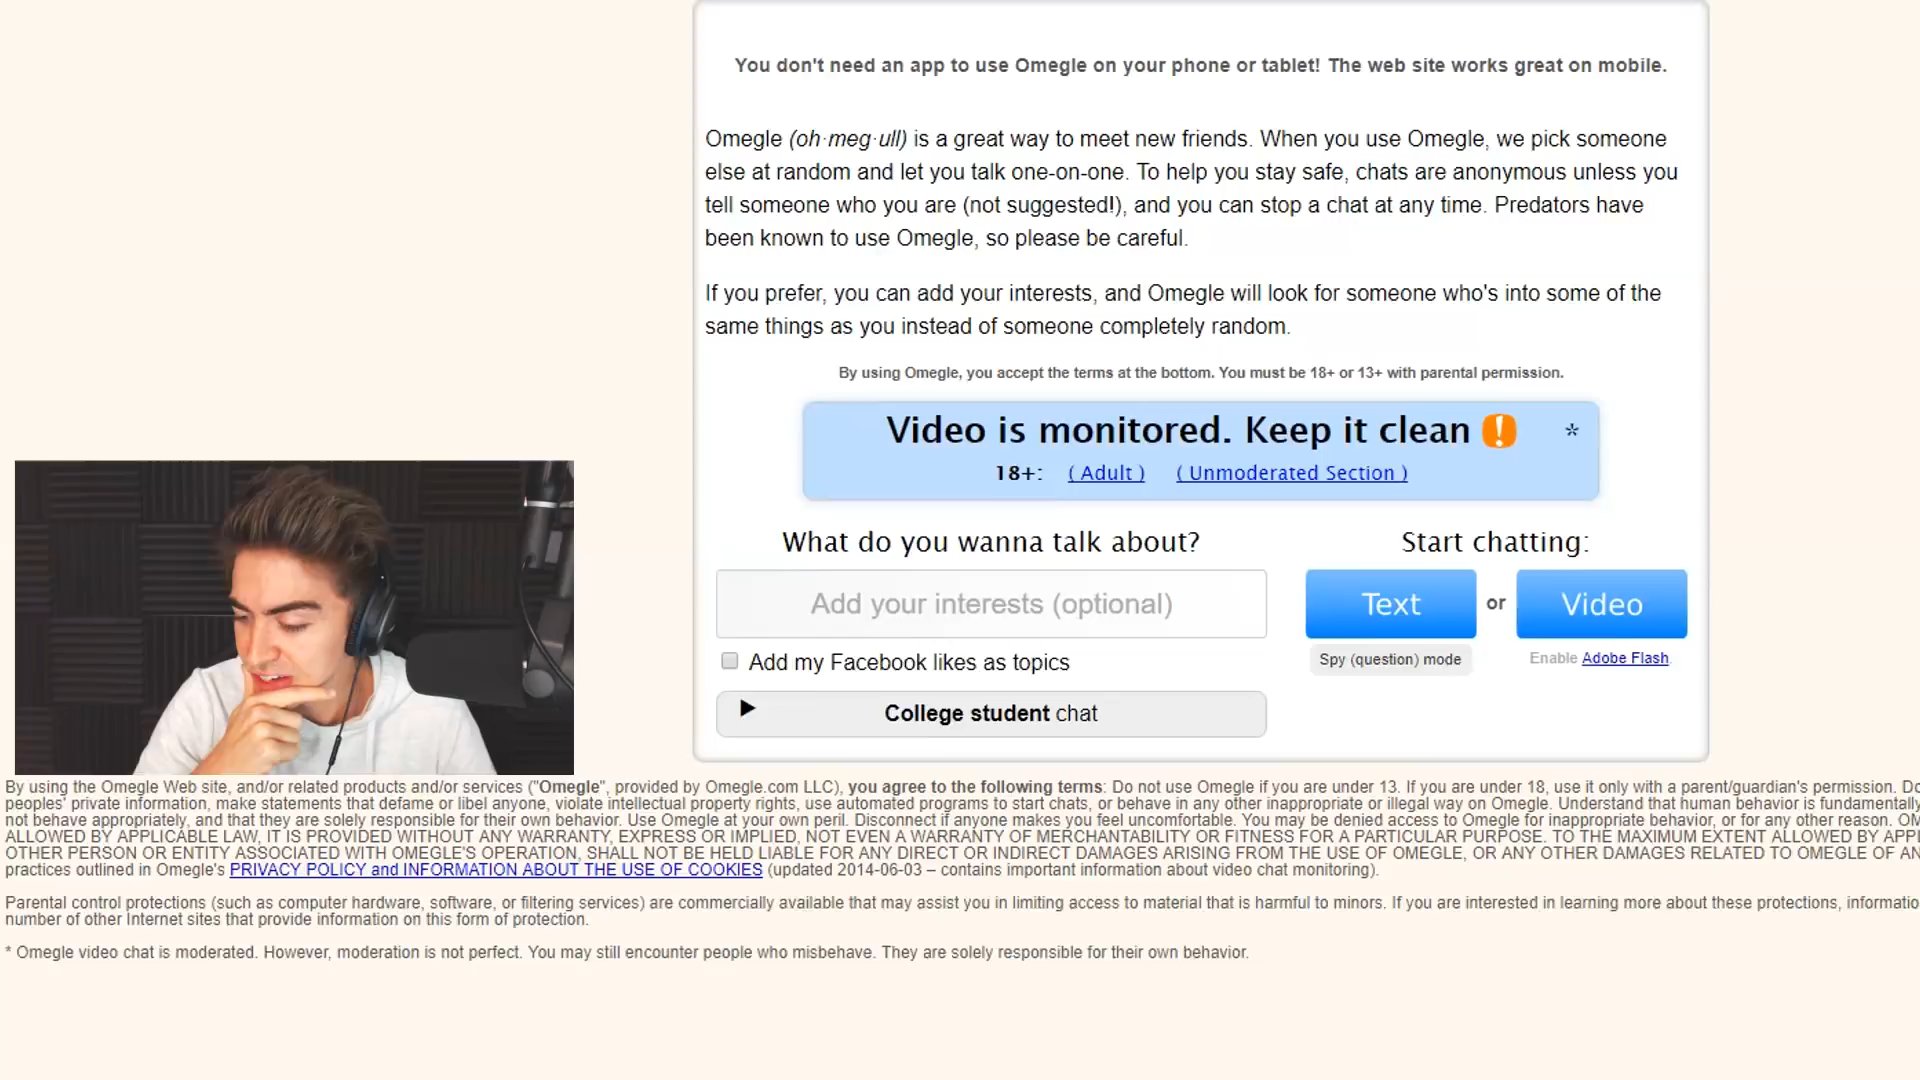 You don't need an app to use Omegle on your phone or tablet! The web site works great on mobile.
Omegle (oh·meg·ull) is a great way to meet new friends. When you use Omegle, we pick someone
else at random and let you talk one-on-one. To help you stay safe, chats are anonymous unless you
tell someone who you are (not suggested!), and you can stop a chat at any time. Predators have
been known to use Omegle, so please be careful.
If you prefer, you can add your interests, and Omegle will look for someone who's into some of the
same things as you instead of someone completely random.
By using Omegle, you accept the terms at the bottom. You must be 18+ or 13+ with parental permission.
Video is monitored. Keep it clean ! *
18+: (Adult) (Unmoderated Section)
What do you wanna talk about?
Start chatting:
Add your interests (optional)
Text or Video
Add my Facebook likes as topics
Spy (question) mode
Enable Adobe Flash
College student chat
By using the Omegle Web site, and/or related products and/or services ("Omegle", provided by Omegle.com LLC), you agree to the following terms: Do not use Omegle if you are under 13. If you are under 18, use it only with a parent/guardian's permission. Do
peoples' private information, make statements that defame or libel anyone, violate intellectual property rights, use automated programs to start chats, or behave in any other inappropriate or illegal way on Omegle. Understand that human behavior is fundamentally
not behave appropriately, and that they are solely responsible for their own behavior. Use Omegle at your own peril. Disconnect if anyone makes you feel uncomfortable. You may be denied access to Omegle for inappropriate behavior, or for any other reason. OM
ALLOWED BY APPLICABLE LAW, IT IS PROVIDED WITHOUT ANY WARRANTY, EXPRESS OR IMPLIED, NOT EVEN A WARRANTY OF MERCHANTABILITY OR FITNESS FOR A PARTICULAR PURPOSE. TO THE MAXIMUM EXTENT ALLOWED BY APPL
OTHER PERSON OR ENTITY ASSOCIATED WITH OMEGLE'S OPERATION, SHALL NOT BE HELD LIABLE FOR ANY DIRECT OR INDIRECT DAMAGES ARISING FROM THE USE OF OMEGLE, OR ANY OTHER DAMAGES RELATED TO OMEGLE OF AN
practices outlined in Omegle's PRIVACY POLICY and INFORMATION ABOUT THE USE OF COOKIES (updated 2014-06-03 – contains important information about video chat monitoring).
Parental control protections (such as computer hardware, software, or filtering services) are commercially available that may assist you in limiting access to material that is harmful to minors. If you are interested in learning more about these protections, informatio
number of other Internet sites that provide information on this form of protection.
* Omegle video chat is moderated. However, moderation is not perfect. You may still encounter people who misbehave. They are solely responsible for their own behavior.